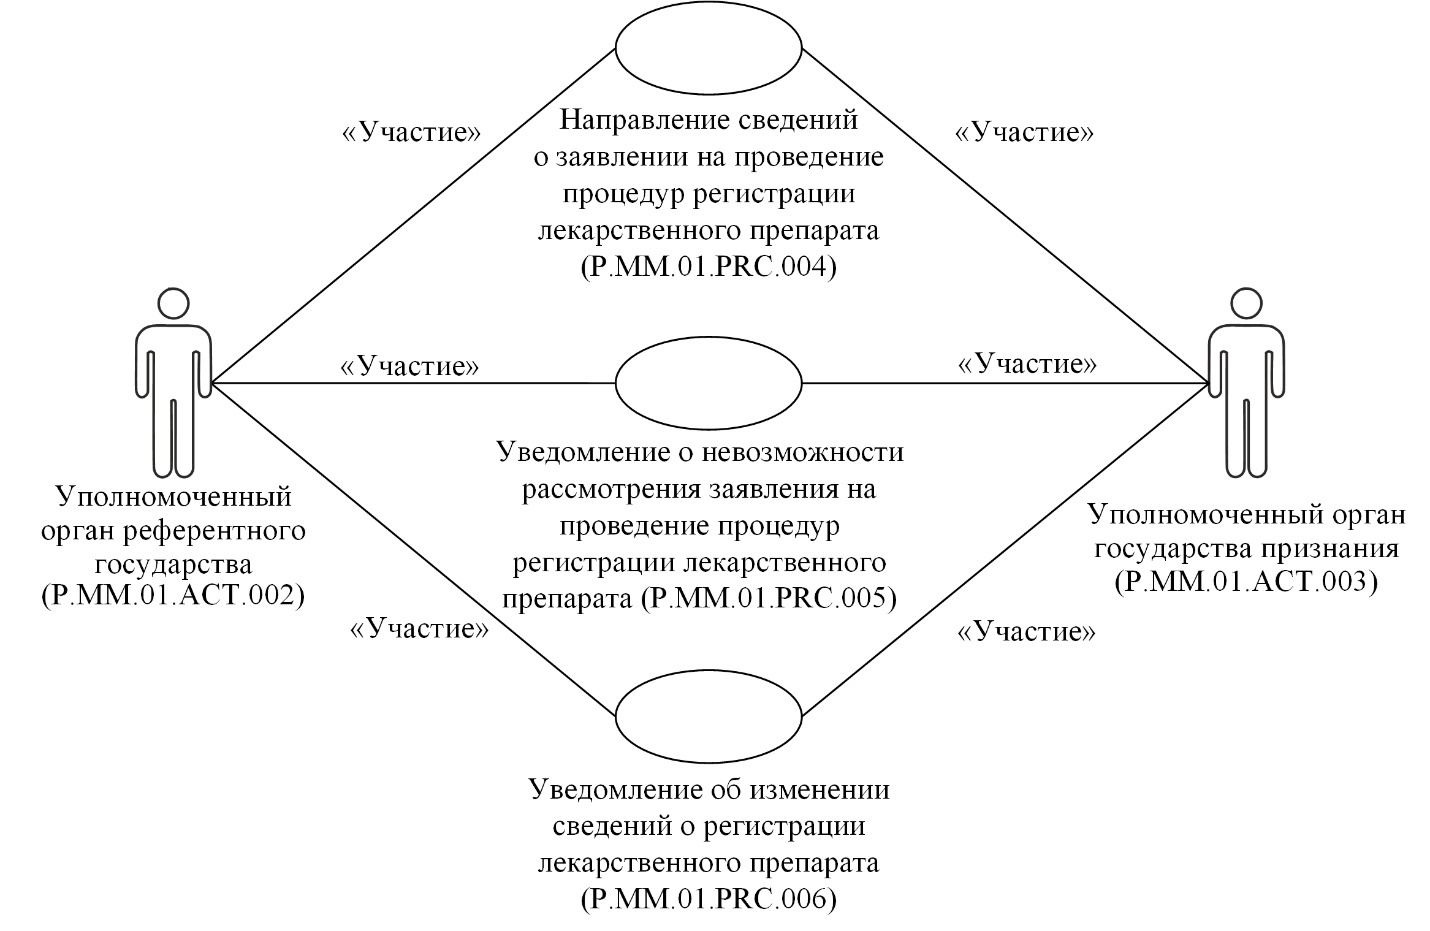 «Участие»
«Участие»
Направление сведений
о заявлении на проведение
процедур регистрации
лекарственного препарата
(P.MM.01.PRC.004)
«Участие»
«Участие»
Уведомление о невозможности
рассмотрения заявления на
проведение процедур
регистрации лекарственного
препарата (P.MM.01.PRC.005)
Уполномоченный
орган референтного
государства
(P.MM.01.ACT.002)
Уполномоченный орган
государства признания
(P.MM.01.ACT.003)
«Участие»
«Участие»
Уведомление об изменении
сведений о регистрации
лекарственного препарата
(P.MM.01.PRC.006)